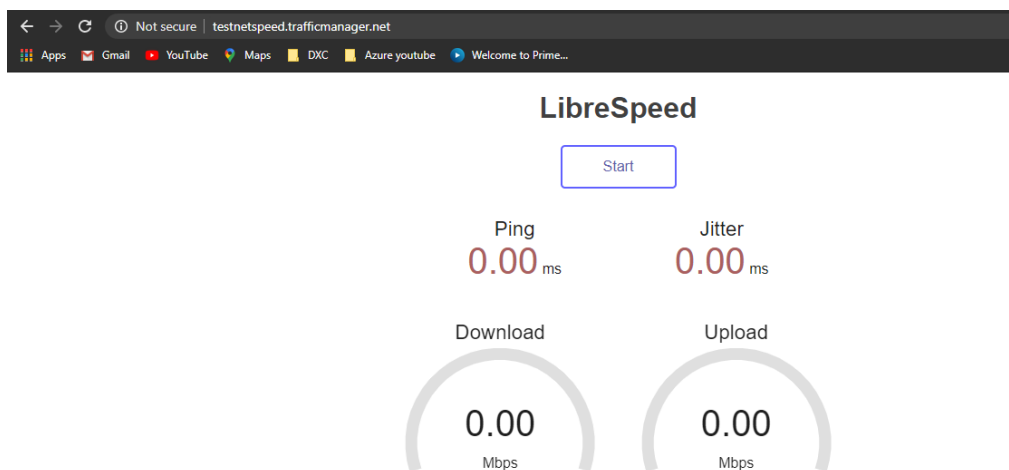 Not secure | testnetspeed.trafficmanager.net
Apps Gmail YouTube Maps DXC Azure youtube Welcome to Prime...
LibreSpeed
Start
Ping Jitter
0.00 ms 0.00 ms
Download Upload
0.00 0.00
Mbps Mbps